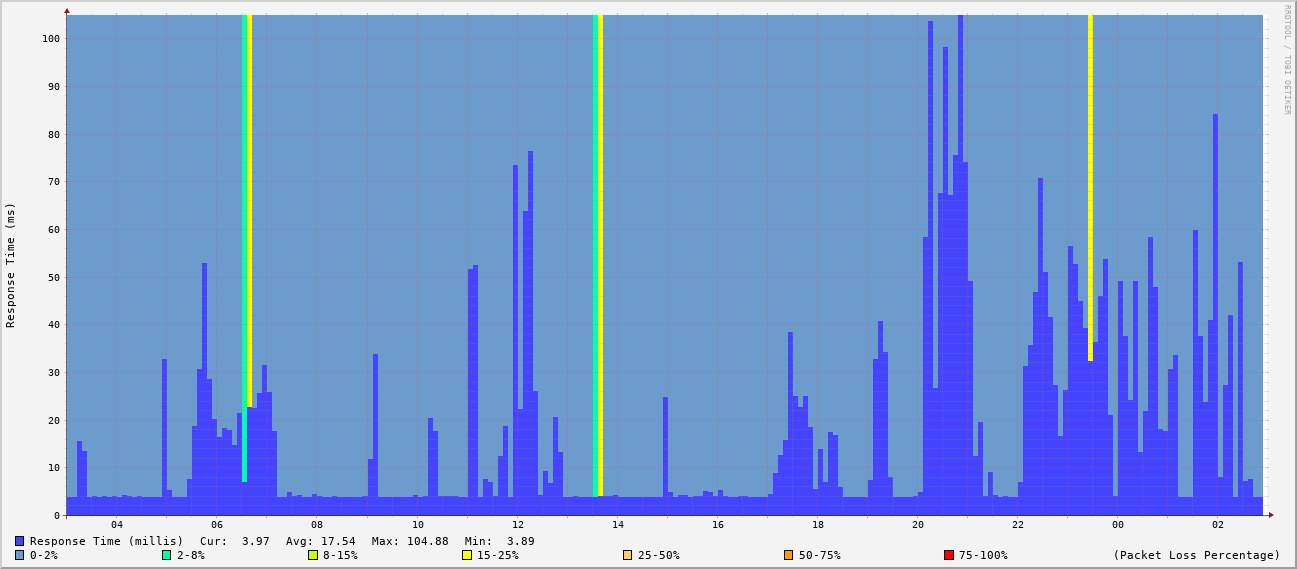 RRDTOOL / TOBI OETIKER
Response Time (ms)
100
90
80
70
60
50
40
30
20
10
0
04 06 08 10 12 14 16 18 20 22 00 02
Response Time (millis) Cur: 3.97 Avg: 17.54 Max: 104.88 Min: 3.89
0-2% 2-8% 8-15% 15-25% 25-50% 50-75% 75-100% (Packet Loss Percentage)